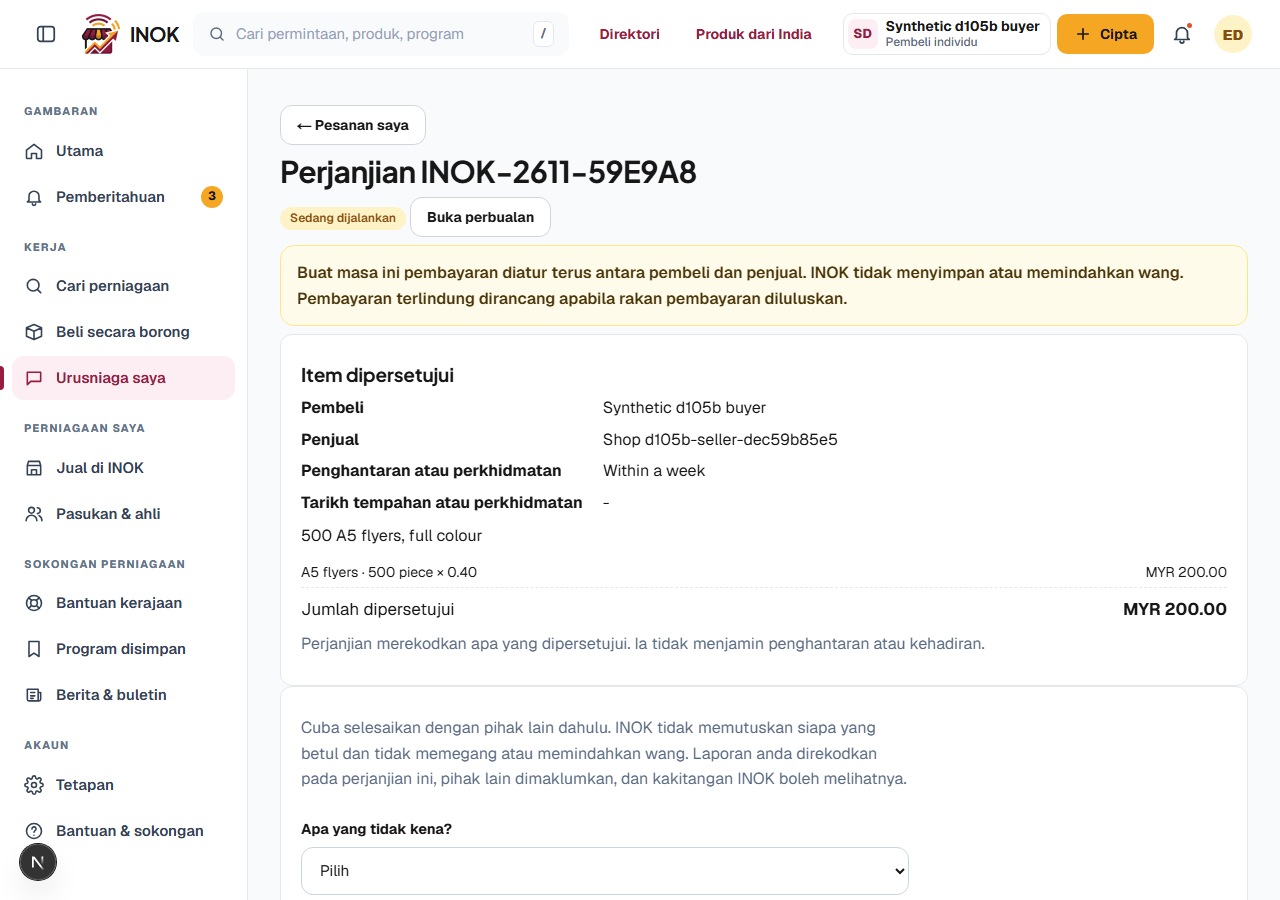 INOK
Cari permintaan, produk, program
/
Direktori
Produk dari India
SD
Synthetic d105b buyer
Pembeli individu
+ Cipta
ED
GAMBARAN
Utama
Pemberitahuan
3
KERJA
Cari perniagaan
Beli secara borong
Urusniaga saya
PERNIAGAAN SAYA
Jual di INOK
Pasukan & ahli
SOKONGAN PERNIAGAAN
Bantuan kerajaan
Program disimpan
Berita & buletin
AKAUN
Tetapan
Bantuan & sokongan
N
← Pesanan saya
Perjanjian INOK-2611-59E9A8
Sedang dijalankan
Buka perbualan
Buat masa ini pembayaran diatur terus antara pembeli dan penjual. INOK tidak menyimpan atau memindahkan wang.
Pembayaran terlindung dirancang apabila rakan pembayaran diluluskan.
Item dipersetujui
Pembeli Synthetic d105b buyer
Penjual Shop d105b-seller-dec59b85e5
Penghantaran atau perkhidmatan Within a week
Tarikh tempahan atau perkhidmatan -
500 A5 flyers, full colour
A5 flyers · 500 piece × 0.40 MYR 200.00
Jumlah dipersetujui MYR 200.00
Perjanjian merekodkan apa yang dipersetujui. Ia tidak menjamin penghantaran atau kehadiran.
Cuba selesaikan dengan pihak lain dahulu. INOK tidak memutuskan siapa yang
betul dan tidak memegang atau memindahkan wang. Laporan anda direkodkan
pada perjanjian ini, pihak lain dimaklumkan, dan kakitangan INOK boleh melihatnya.
Apa yang tidak kena?
Pilih